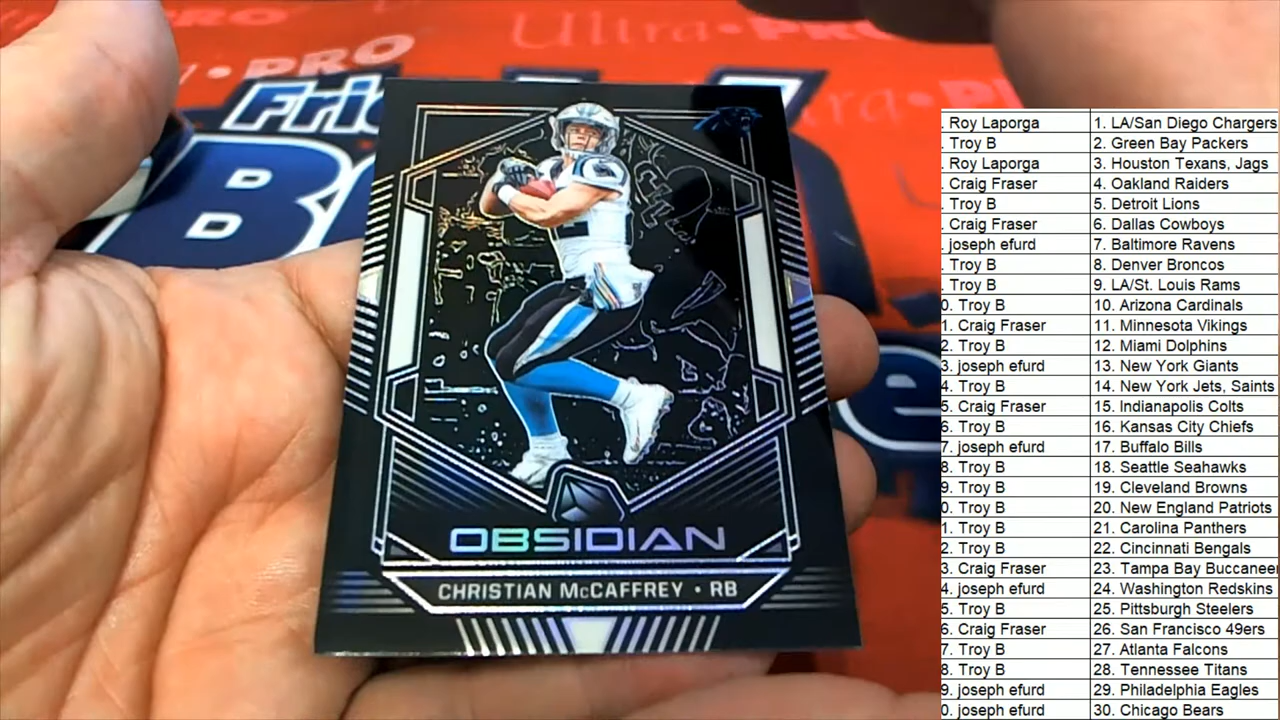 Ultra•PRO
PRO
Fri
B
e
OBSIDIAN
CHRISTIAN McCAFFREY • RB
. Roy Laporga 1. LA/San Diego Chargers
. Troy B 2. Green Bay Packers
. Roy Laporga 3. Houston Texans, Jags
. Craig Fraser 4. Oakland Raiders
. Troy B 5. Detroit Lions
. Craig Fraser 6. Dallas Cowboys
. joseph efurd 7. Baltimore Ravens
. Troy B 8. Denver Broncos
. Troy B 9. LA/St. Louis Rams
0. Troy B 10. Arizona Cardinals
1. Craig Fraser 11. Minnesota Vikings
2. Troy B 12. Miami Dolphins
3. joseph efurd 13. New York Giants
4. Troy B 14. New York Jets, Saints
5. Craig Fraser 15. Indianapolis Colts
6. Troy B 16. Kansas City Chiefs
7. joseph efurd 17. Buffalo Bills
8. Troy B 18. Seattle Seahawks
9. Troy B 19. Cleveland Browns
0. Troy B 20. New England Patriots
1. Troy B 21. Carolina Panthers
2. Troy B 22. Cincinnati Bengals
3. Craig Fraser 23. Tampa Bay Buccaneer
4. joseph efurd 24. Washington Redskins
5. Troy B 25. Pittsburgh Steelers
6. Craig Fraser 26. San Francisco 49ers
7. Troy B 27. Atlanta Falcons
8. Troy B 28. Tennessee Titans
9. joseph efurd 29. Philadelphia Eagles
0. joseph efurd 30. Chicago Bears